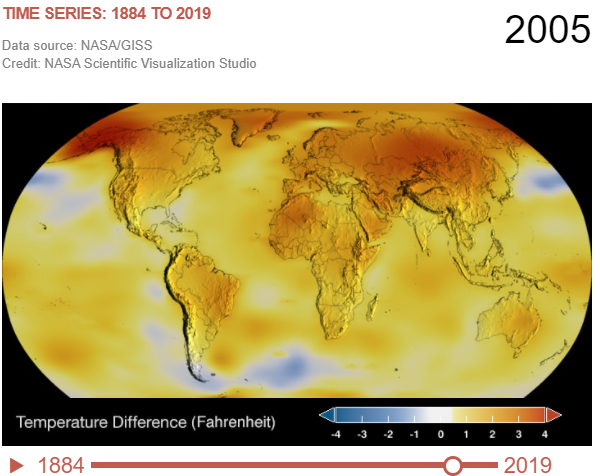 TIME SERIES: 1884 TO 2019
2005
Data source: NASA/GISS
Credit: NASA Scientific Visualization Studio
Temperature Difference (Fahrenheit)
-4 -3 -2 -1 0 1 2 3 4
1884 2019